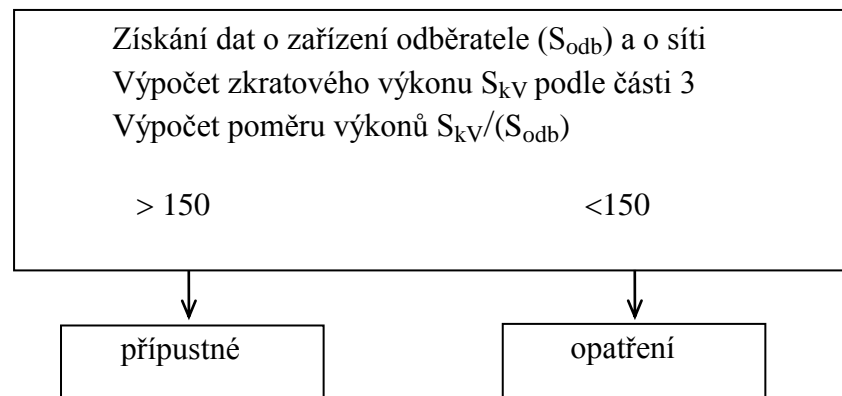 Získání dat o zařízení odběratele (Sodb) a o síti
Výpočet zkratového výkonu SkV podle části 3
Výpočet poměru výkonů SkV/(Sodb)
> 150 <150
přípustné opatření